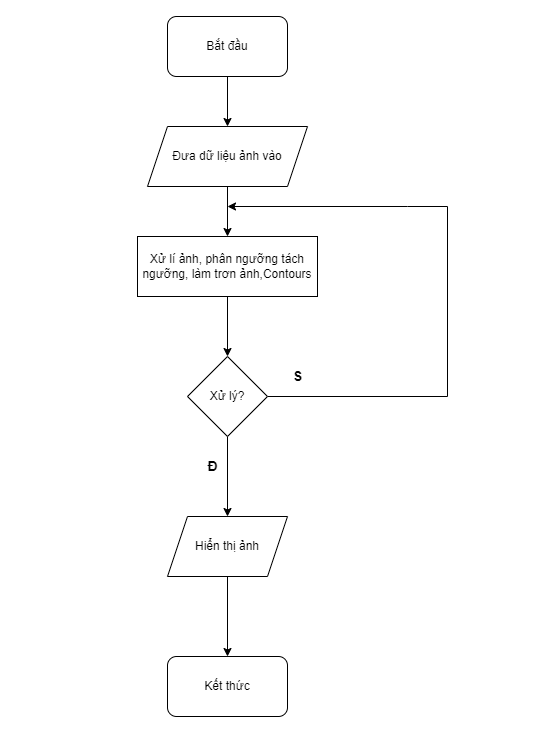 Bắt đầu
Đưa dữ liệu ảnh vào
Xử lí ảnh, phân ngưỡng tách
ngưỡng, làm trơn ảnh,Contours
Xử lý?
S
Đ
Hiển thị ảnh
Kết thức